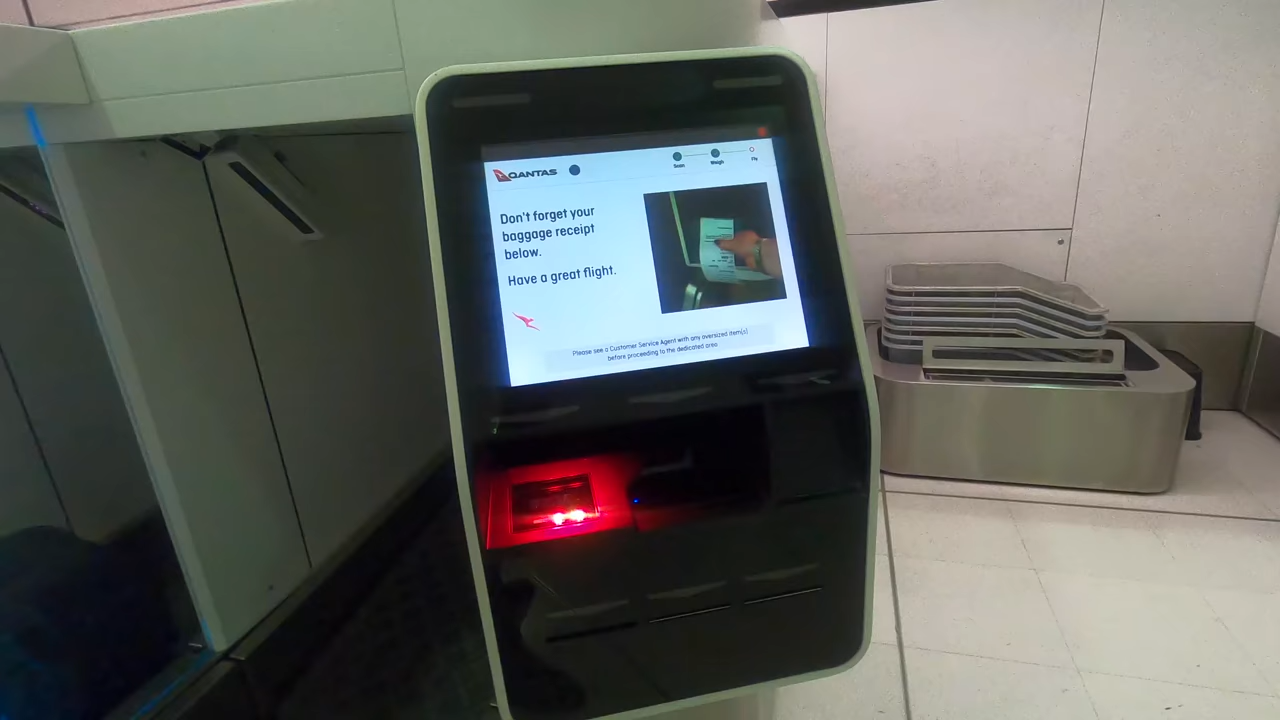 QANTAS
Scan Weigh Fly
Don't forget your
baggage receipt
below.
Have a great flight.
Please see a Customer Service Agent with any oversized item(s)
before proceeding to the dedicated area